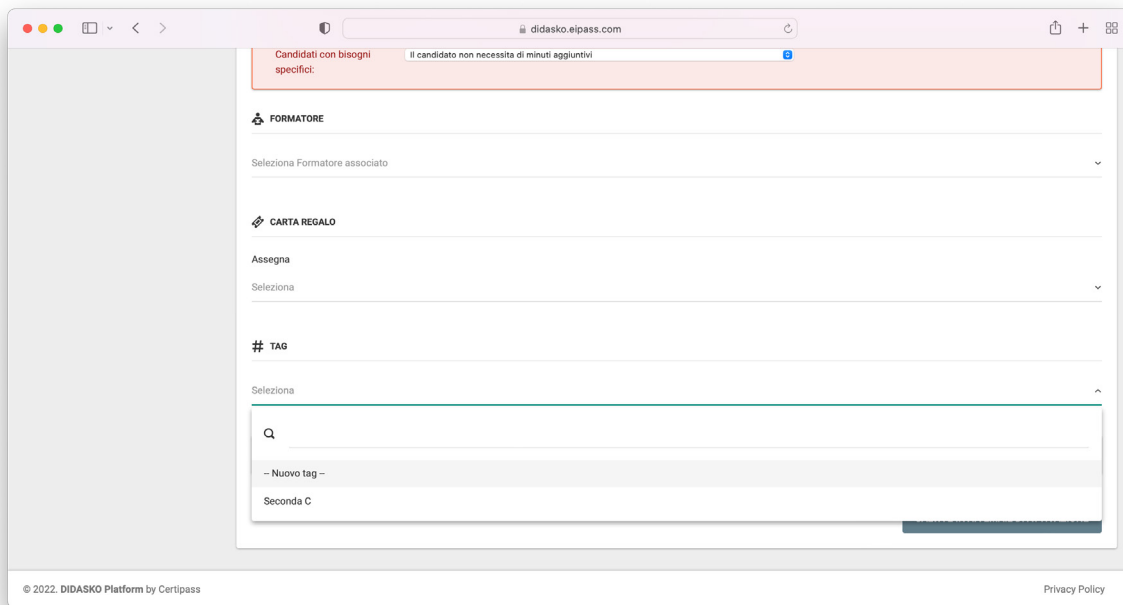 didasko.eipass.com
Candidati con bisogni
specifici:
Il candidato non necessita di minuti aggiuntivi
FORMATORE
Seleziona Formatore associato
CARTA REGALO
Assegna
Seleziona
# TAG
Seleziona
-- Nuovo tag --
Seconda C
© 2022. DIDASKO Platform by Certipass
Privacy Policy